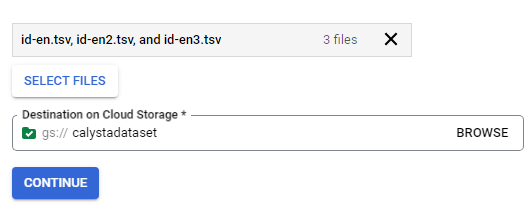 id-en.tsv, id-en2.tsv, and id-en3.tsv 3 files
SELECT FILES
Destination on Cloud Storage *
gs:// calystadataset BROWSE
CONTINUE